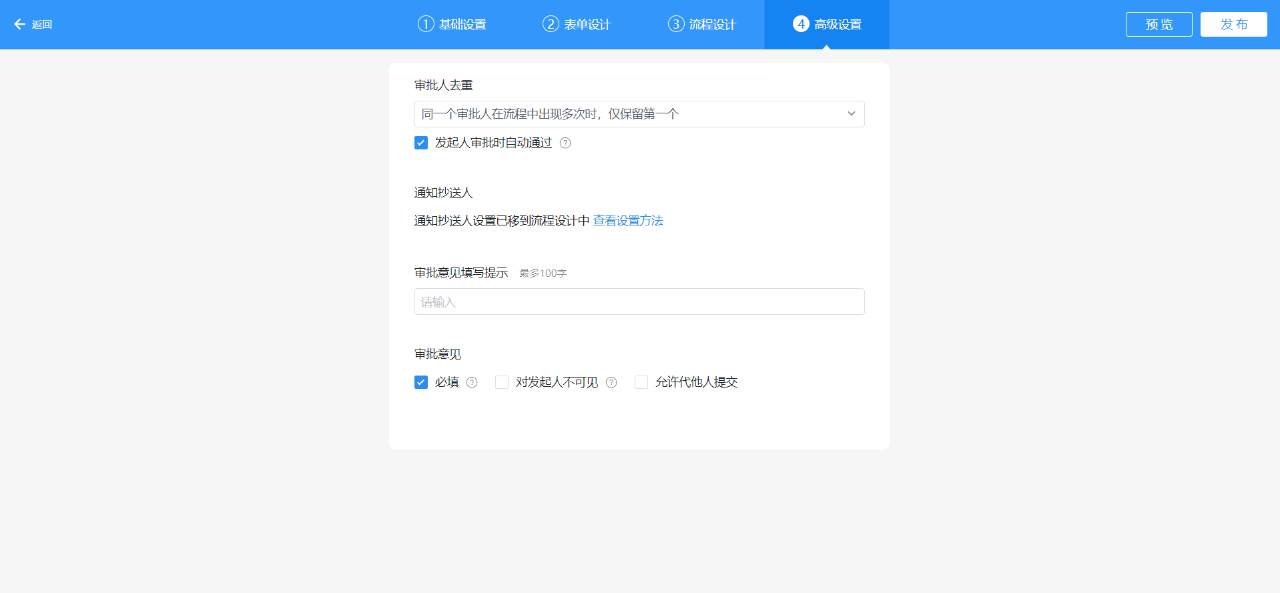 返回
1 基础设置
2 表单设计
3 流程设计
4 高级设置
预 览
发 布
审批人去重
同一个审批人在流程中出现多次时，仅保留第一个
发起人审批时自动通过 ?
通知抄送人
通知抄送人设置已移到流程设计中 查看设置方法
审批意见填写提示 最多100字
请输入
审批意见
必填 ? 对发起人不可见 ? 允许代他人提交